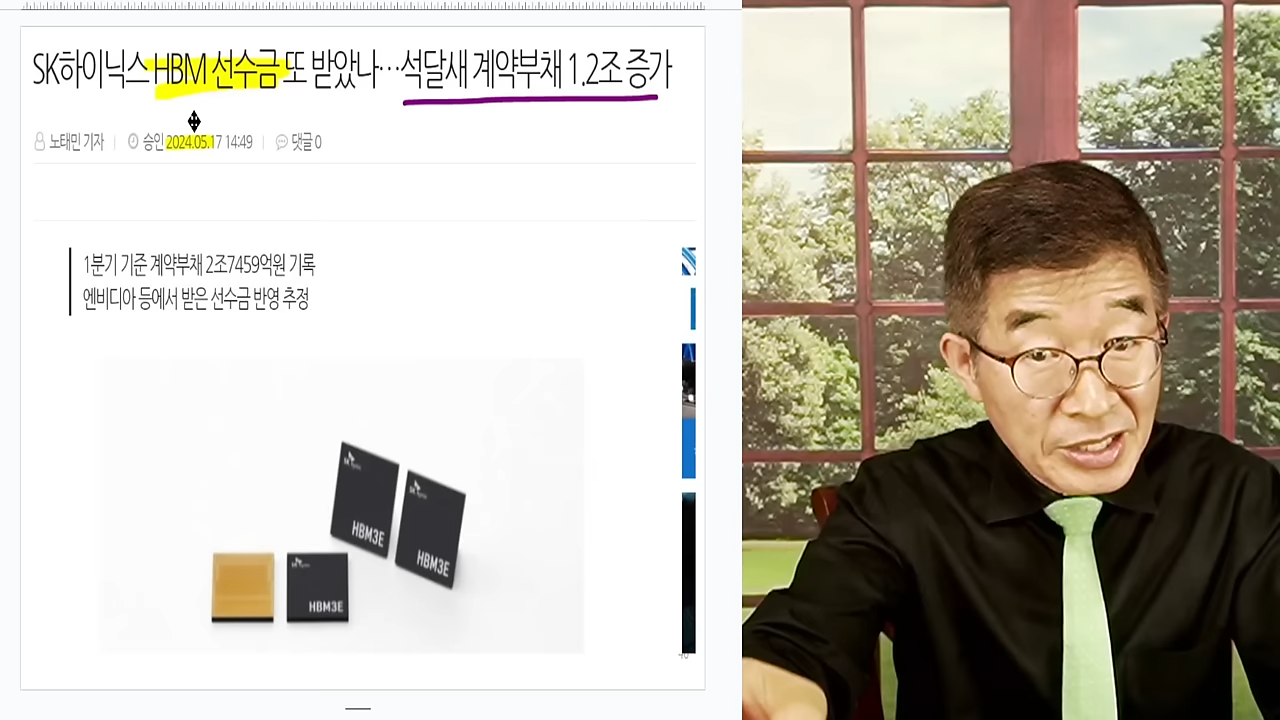 SK하이닉스 HBM 선수금 또 받았나…석달새 계약부채 1.2조 증가
노태민 기자 | 승인 2024.05.17 14:49 | 댓글 0
1분기 기준 계약부채 2조7459억원 기록
엔비디아 등에서 받은 선수금 반영 추정
SK
SK
HBM3E
HBM3E
SK
HBM3E